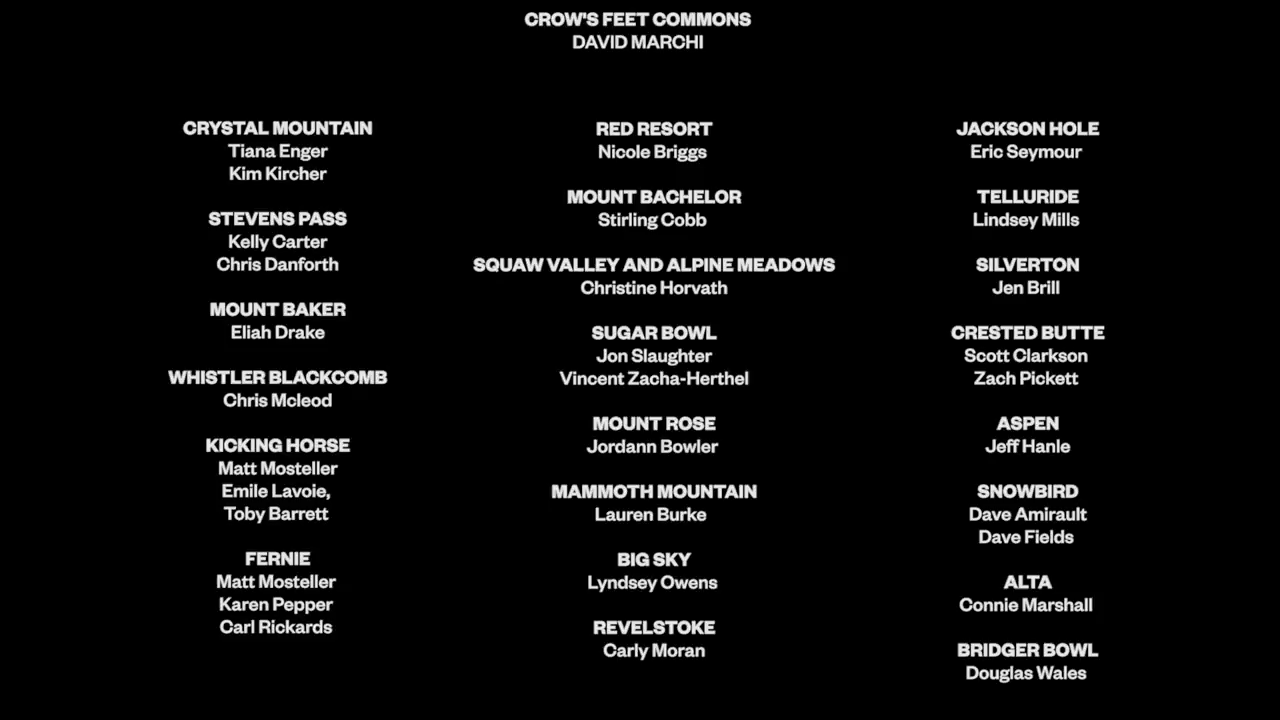 CROW'S FEET COMMONS
DAVID MARCHI
CRYSTAL MOUNTAIN
Tiana Enger
Kim Kircher
STEVENS PASS
Kelly Carter
Chris Danforth
MOUNT BAKER
Eliah Drake
WHISTLER BLACKCOMB
Chris Mcleod
KICKING HORSE
Matt Mosteller
Emile Lavoie,
Toby Barrett
FERNIE
Matt Mosteller
Karen Pepper
Carl Rickards
RED RESORT
Nicole Briggs
MOUNT BACHELOR
Stirling Cobb
SQUAW VALLEY AND ALPINE MEADOWS
Christine Horvath
SUGAR BOWL
Jon Slaughter
Vincent Zacha-Herthel
MOUNT ROSE
Jordann Bowler
MAMMOTH MOUNTAIN
Lauren Burke
BIG SKY
Lyndsey Owens
REVELSTOKE
Carly Moran
JACKSON HOLE
Eric Seymour
TELLURIDE
Lindsey Mills
SILVERTON
Jen Brill
CRESTED BUTTE
Scott Clarkson
Zach Pickett
ASPEN
Jeff Hanle
SNOWBIRD
Dave Amirault
Dave Fields
ALTA
Connie Marshall
BRIDGER BOWL
Douglas Wales